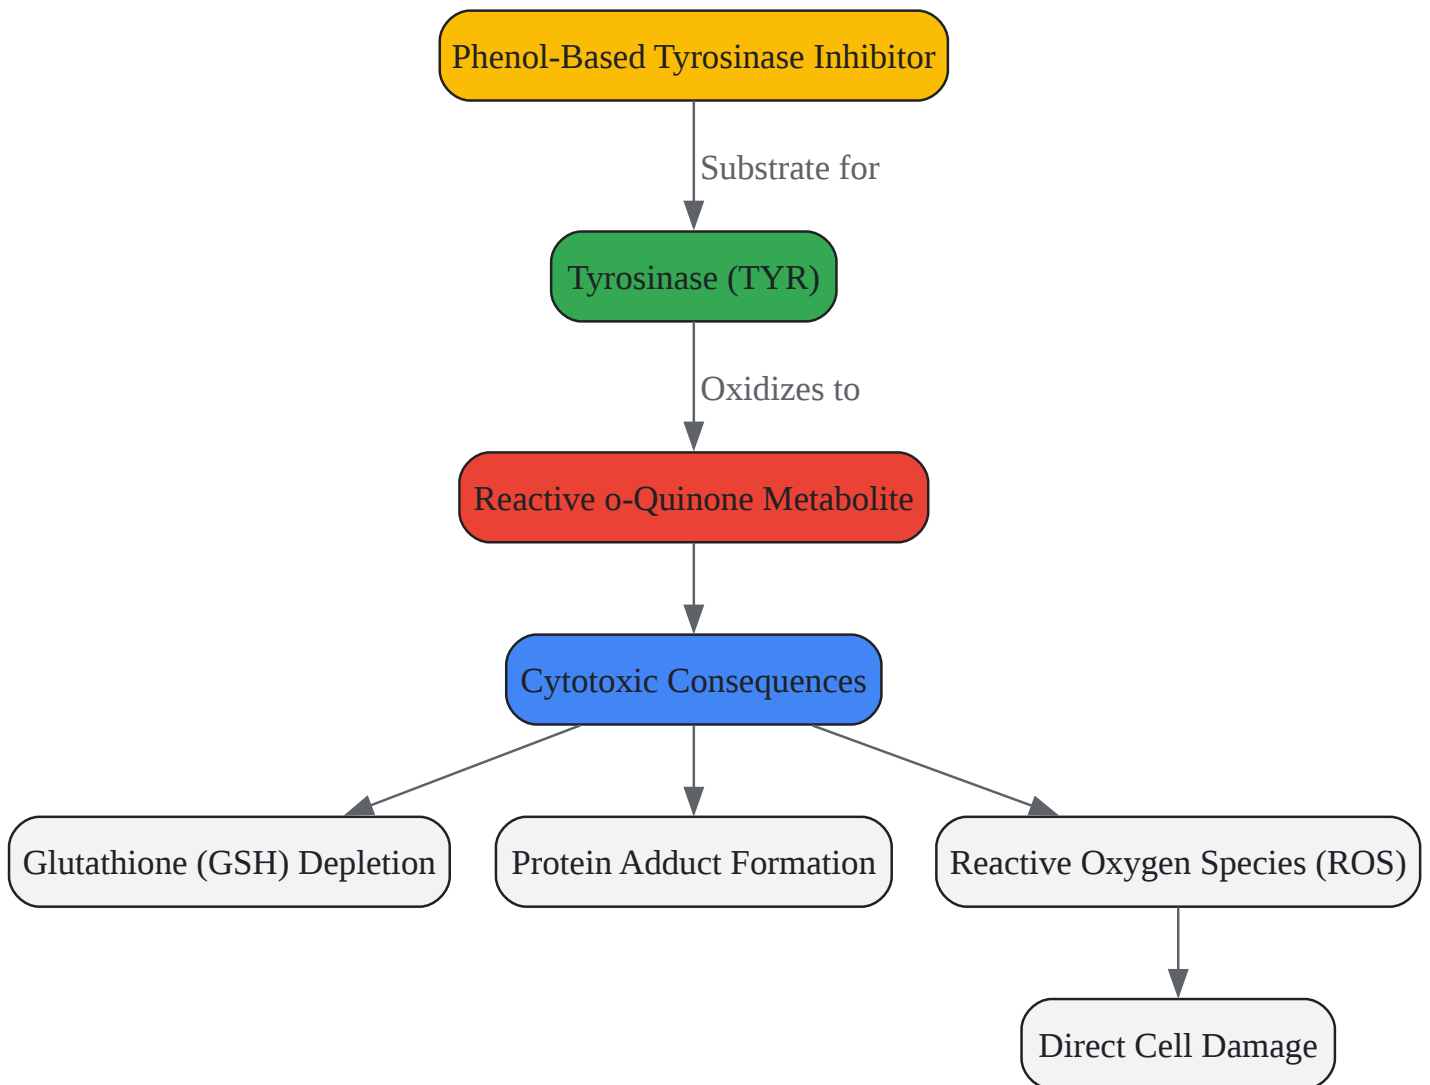 Phenol-Based Tyrosinase Inhibitor
Substrate for
Tyrosinase (TYR)
Oxidizes to
Reactive o-Quinone Metabolite
Cytotoxic Consequences
Glutathione (GSH) Depletion
Protein Adduct Formation
Reactive Oxygen Species (ROS)
Direct Cell Damage